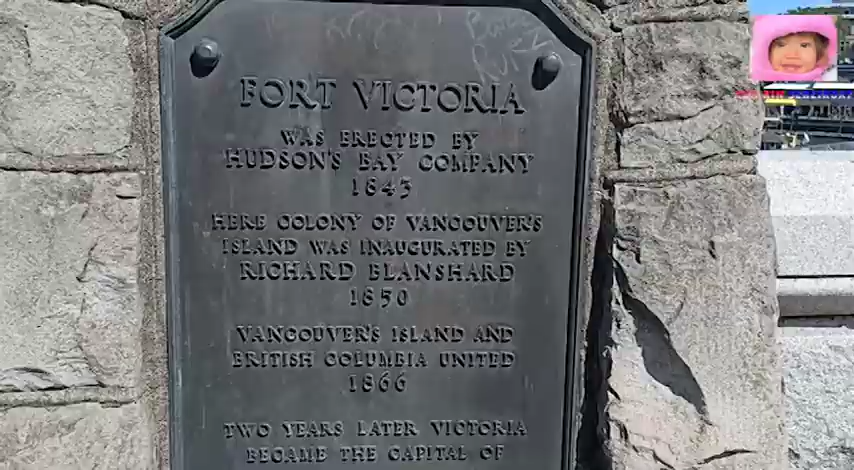 FORT VICTORIA
WAS ERECTED BY
HUDSON'S BAY COMPANY
1843
HERE COLONY OF VANCOUVER'S
ISLAND WAS INAUGURATED BY
RICHARD BLANSHARD
1850
VANCOUVER'S ISLAND AND
BRITISH COLUMBIA UNITED
1866
TWO YEARS LATER VICTORIA
BECAME THE CAPITAL OF